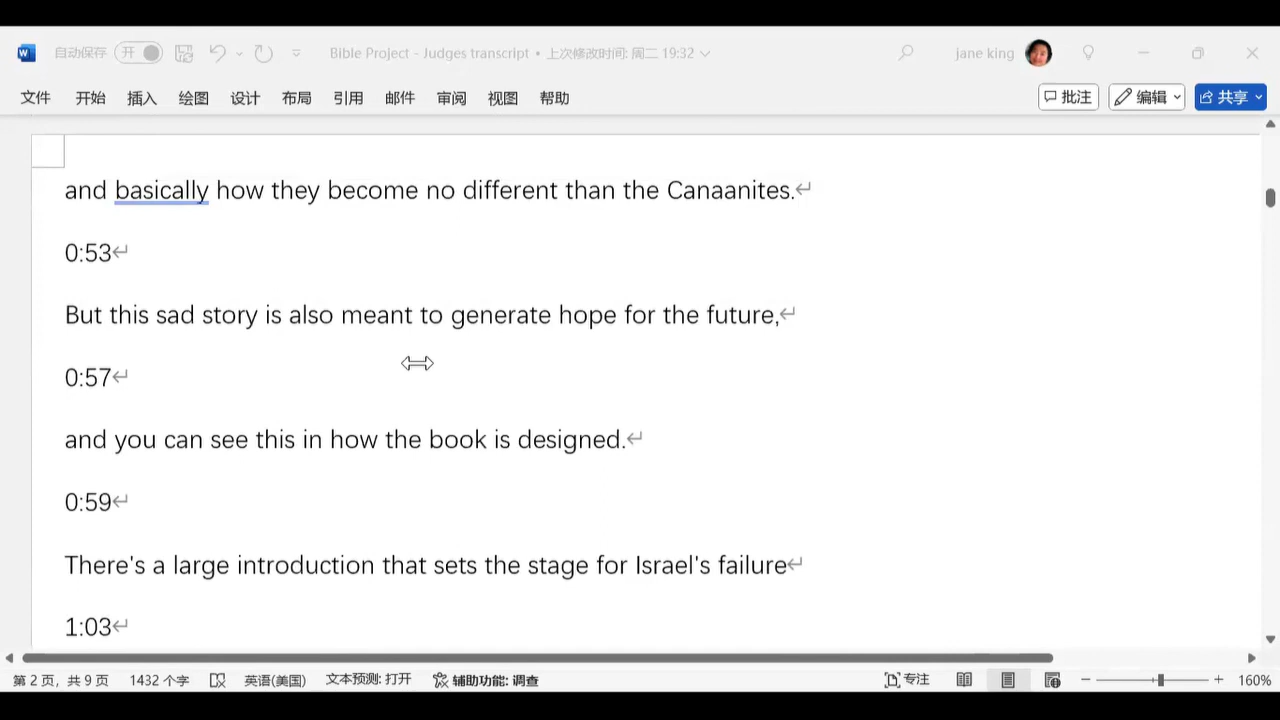 自动保存 开 Bible Project - Judges transcript • 上次修改时间: 周二 19:32 jane king
文件 开始 插入 绘图 设计 布局 引用 邮件 审阅 视图 帮助 批注 编辑 共享
and basically how they become no different than the Canaanites.↵
0:53↵
But this sad story is also meant to generate hope for the future,↵
0:57↵
and you can see this in how the book is designed.↵
0:59↵
There's a large introduction that sets the stage for Israel's failure↵
1:03↵
第 2 页, 共 9 页 1432 个字 英语(美国) 文本预测: 打开 辅助功能: 调查 专注 160%